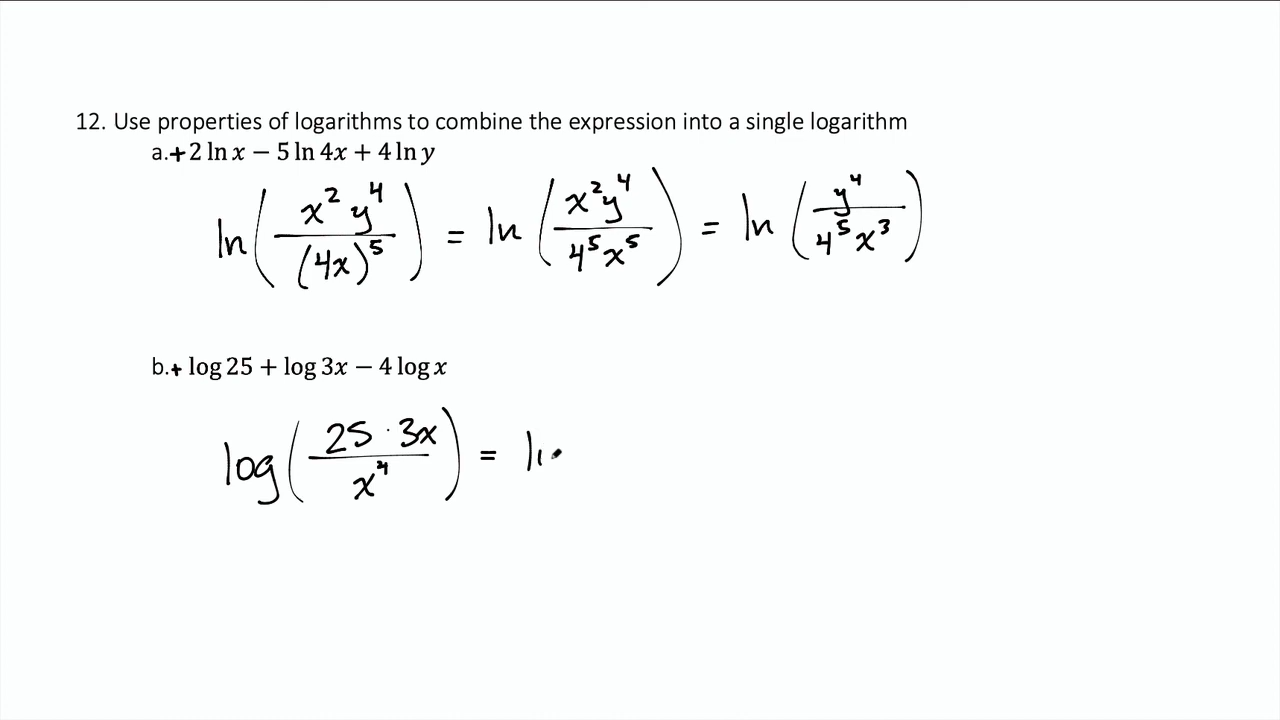 12. Use properties of logarithms to combine the expression into a single logarithm
a.+2 ln x − 5 ln 4x + 4 ln y
ln(x² y⁴ / (4x)⁵) = ln(x²y⁴ / 4⁵x⁵) = ln(y⁴ / 4⁵x³)
b.+ log 25 + log 3x − 4 log x
log(25 · 3x / x⁴) =